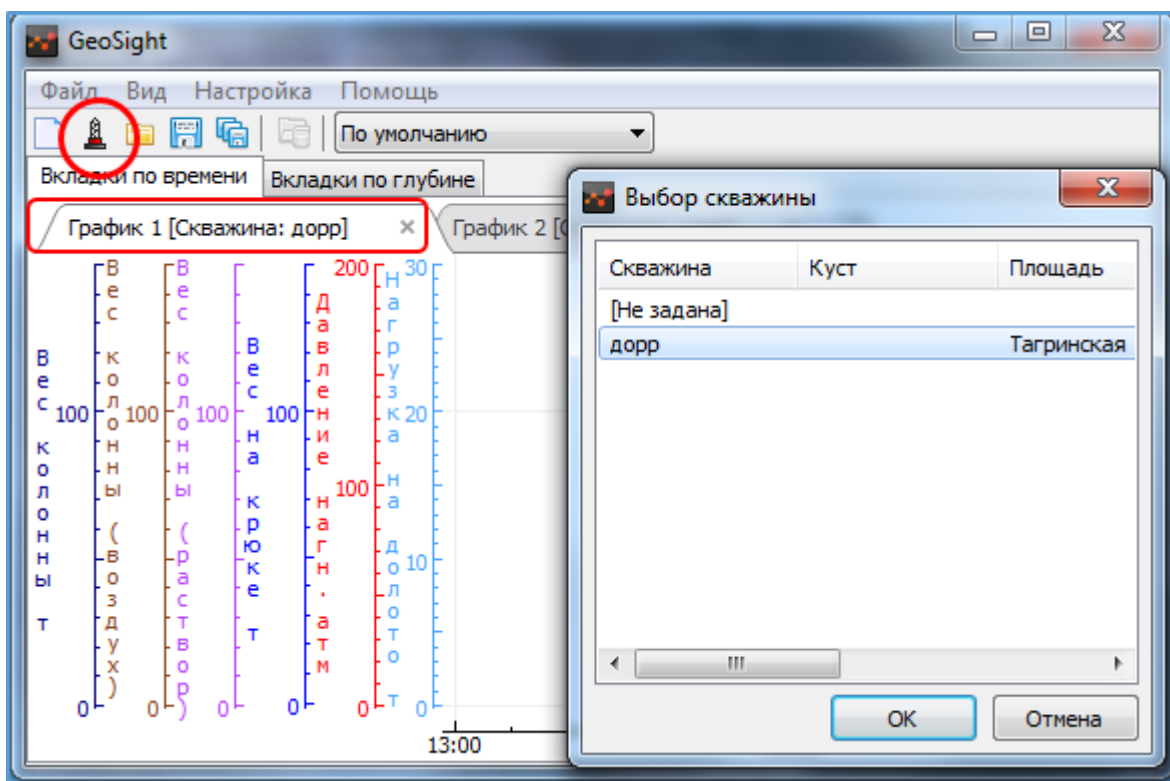 GeoSight
Файл Вид Настройка Помощь
По умолчанию
Вкладки по времени Вкладки по глубине
График 1 [Скважина: дорр] График 2 [
Вес колонны т
100
0
Вес колонны (воздух)
100
0
Вес колонны (раствор)
100
0
Вес на крюке т
100
0
Давление нагн. атм
200
100
0
Нагрузка на долото т
30
20
10
0
13:00
Выбор скважины
Скважина Куст Площадь
[Не задана]
дорр Тагринская
OK Отмена